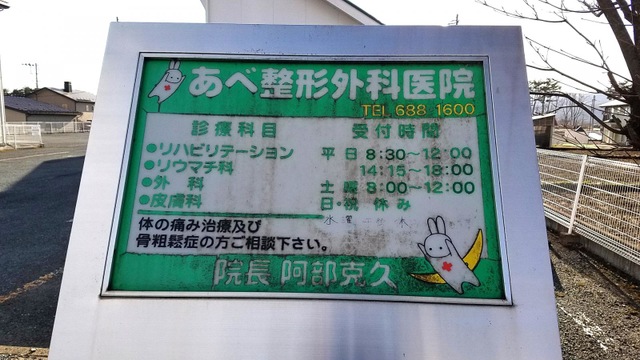 あべ整形外科医院
TEL 688 1600
診療科目 受付時間
●リハビリテーション 平日 8:30～12:00
●リウマチ科 14:15～18:00
●外科 土曜 8:00～12:00
●皮膚科 日・祝 休み
体の痛み治療及び
骨粗鬆症の方ご相談下さい。
院長 阿部克久